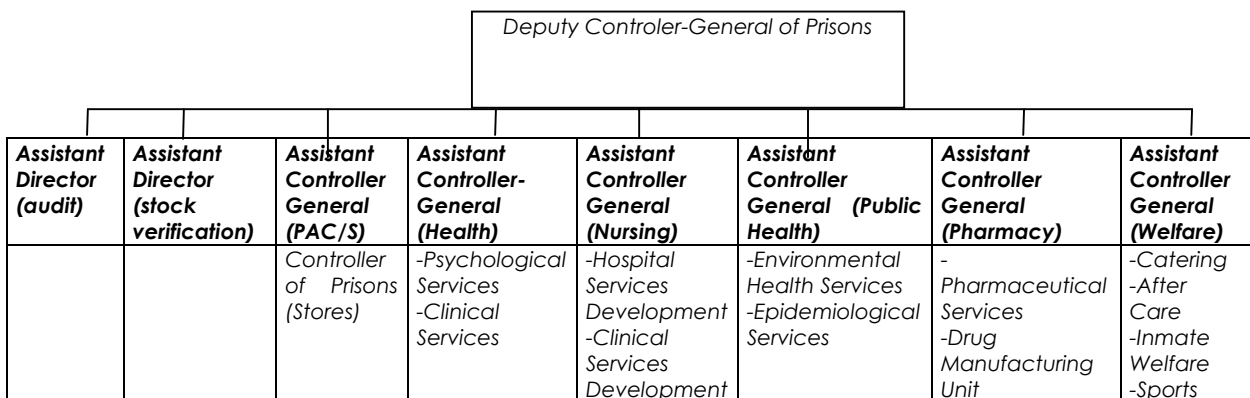 Deputy Controler-General of Prisons
Assistant
Director
(audit)
Assistant
Director
(stock
verification)
Assistant
Controller
General
(PAC/S)
Assistant
Controller-
General
(Health)
Assistant
Controller
General
(Nursing)
Assistant
Controller
General (Public
Health)
Assistant
Controller
General
(Pharmacy)
Assistant
Controller
General
(Welfare)
Controller
of Prisons
(Stores)
-Psychological
Services
-Clinical
Services
-Hospital
Services
Development
-Clinical
Services
Development
-Environmental
Health Services
-Epidemiological
Services
-
Pharmaceutical
Services
-Drug
Manufacturing
Unit
-Catering
-After
Care
-Inmate
Welfare
-Sports